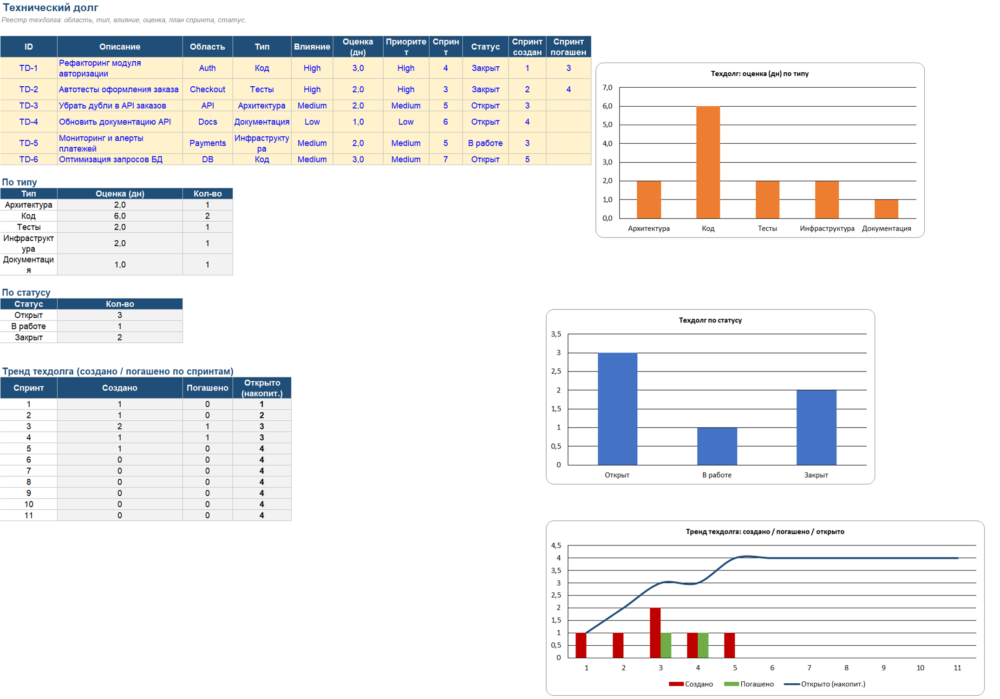 Технический долг
Реестр техдолга: область, тип, влияние, оценка, план спринта, статус.
ID Описание Область Тип Влияние Оценка (дн) Приоритет Спринт Статус Спринт создан Спринт погашен
TD-1 Рефакторинг модуля авторизации Auth Код High 3,0 High 4 Закрыт 1 3
TD-2 Автотесты оформления заказа Checkout Тесты High 2,0 High 3 Закрыт 2 4
TD-3 Убрать дубли в API заказов API Архитектура Medium 2,0 Medium 5 Открыт 3
TD-4 Обновить документацию API Docs Документация Low 1,0 Low 6 Открыт 4
TD-5 Мониторинг и алерты платежей Payments Инфраструктура Medium 2,0 Medium 5 В работе 3
TD-6 Оптимизация запросов БД DB Код Medium 3,0 Medium 7 Открыт 5
Техдолг: оценка (дн) по типу
7,0
6,0
5,0
4,0
3,0
2,0
1,0
0,0
Архитектура Код Тесты Инфраструктура Документация
По типу
Тип Оценка (дн) Кол-во
Архитектура 2,0 1
Код 6,0 2
Тесты 2,0 1
Инфраструктура 2,0 1
Документация 1,0 1
По статусу
Статус Кол-во
Открыт 3
В работе 1
Закрыт 2
Техдолг по статусу
3,5
3
2,5
2
1,5
1
0,5
0
Открыт В работе Закрыт
Тренд техдолга (создано / погашено по спринтам)
Спринт Создано Погашено Открыто (накопит.)
1 1 0 1
2 1 0 2
3 2 1 3
4 1 1 3
5 1 0 4
6 0 0 4
7 0 0 4
8 0 0 4
9 0 0 4
10 0 0 4
11 0 0 4
Тренд техдолга: создано / погашено / открыто
4,5
4
3,5
3
2,5
2
1,5
1
0,5
0
1 2 3 4 5 6 7 8 9 10 11
Создано Погашено Открыто (накопит.)